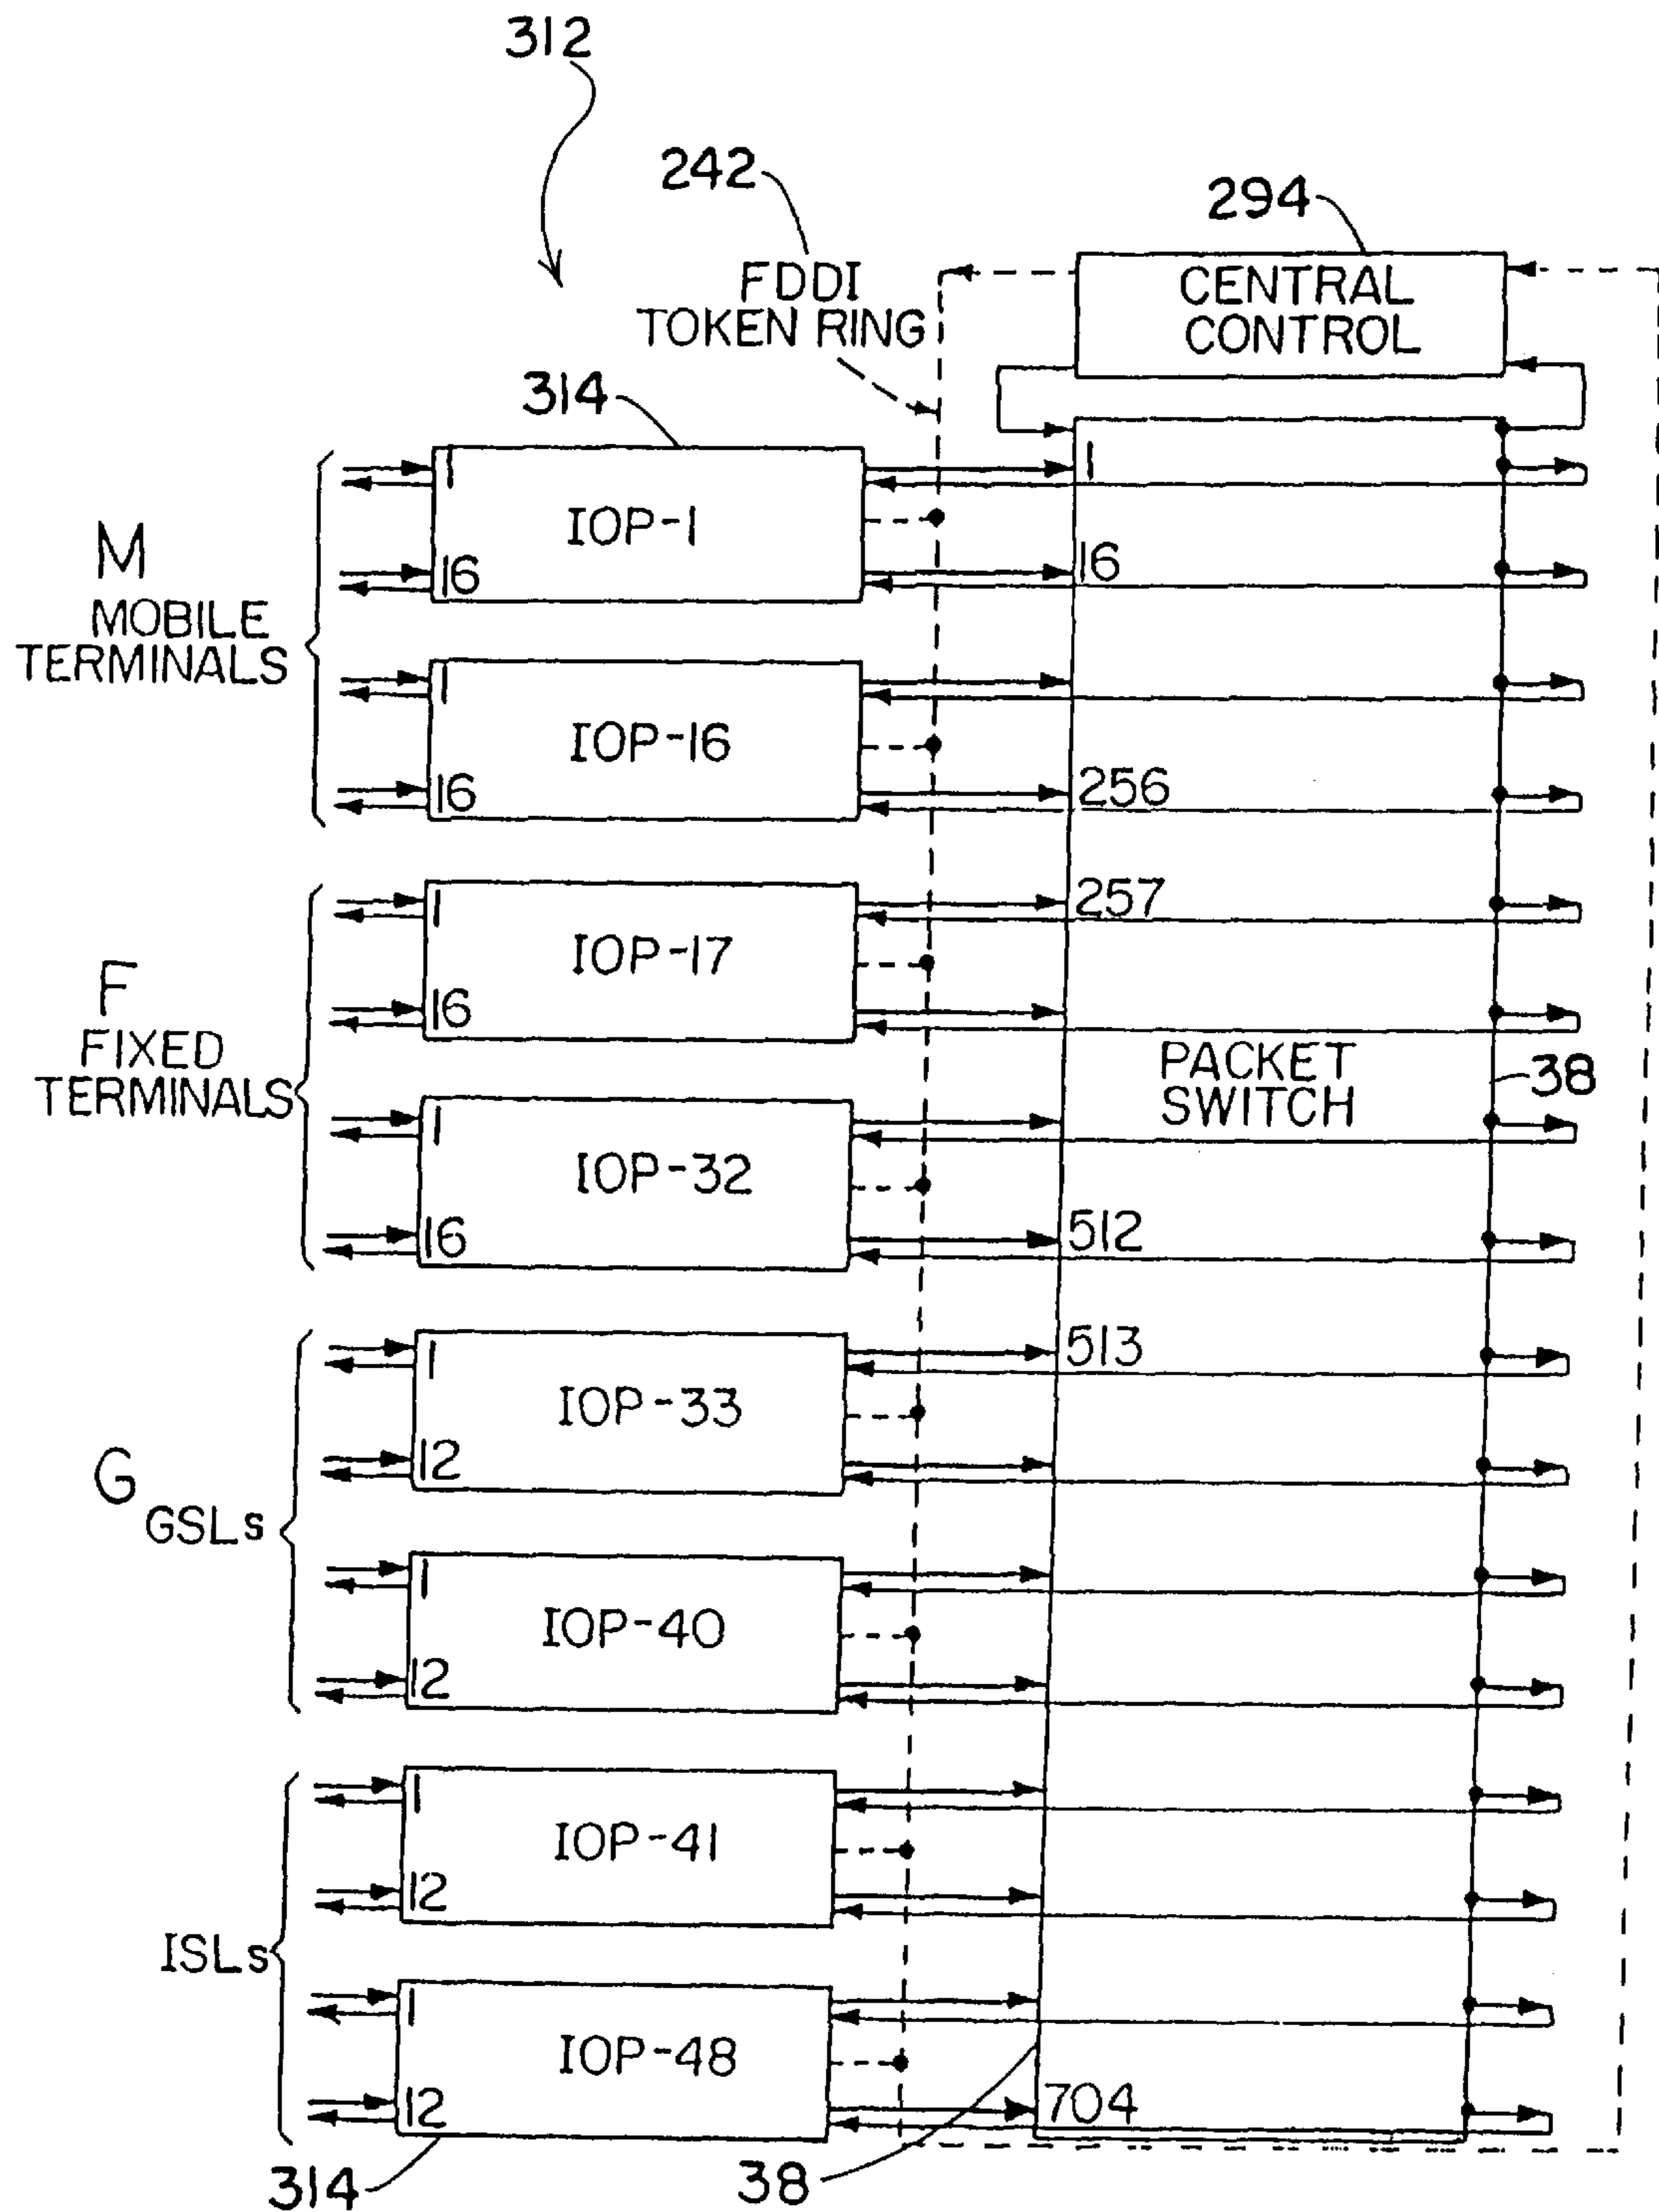 312
242
294
FDDI
TOKEN RING
CENTRAL
CONTROL
314
M
MOBILE
TERMINALS
1
IOP-1
16
1
16
1
IOP-16
16
256
F
FIXED
TERMINALS
1
IOP-17
16
257
PACKET
SWITCH
38
1
IOP-32
16
512
G
GSLs
1
IOP-33
12
513
1
IOP-40
12
ISLs
1
IOP-41
12
1
IOP-48
12
704
314
38